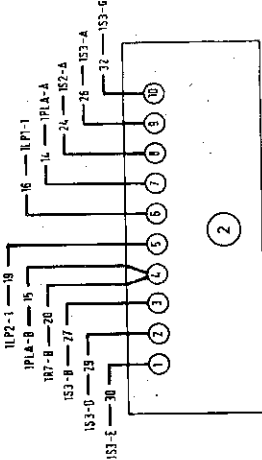 1LP2-1 — 19
1PLA-B — 15
1R7-B — 20
1S3-B — 27
1S3-D — 29
1S3-E — 30
16 — 1LP1-1
14 — 1PLA-A
24 — 1S2-A
26 — 1S3-A
32 — 1S3-G
1 2 3 4 5 6 7 8 9 10
2